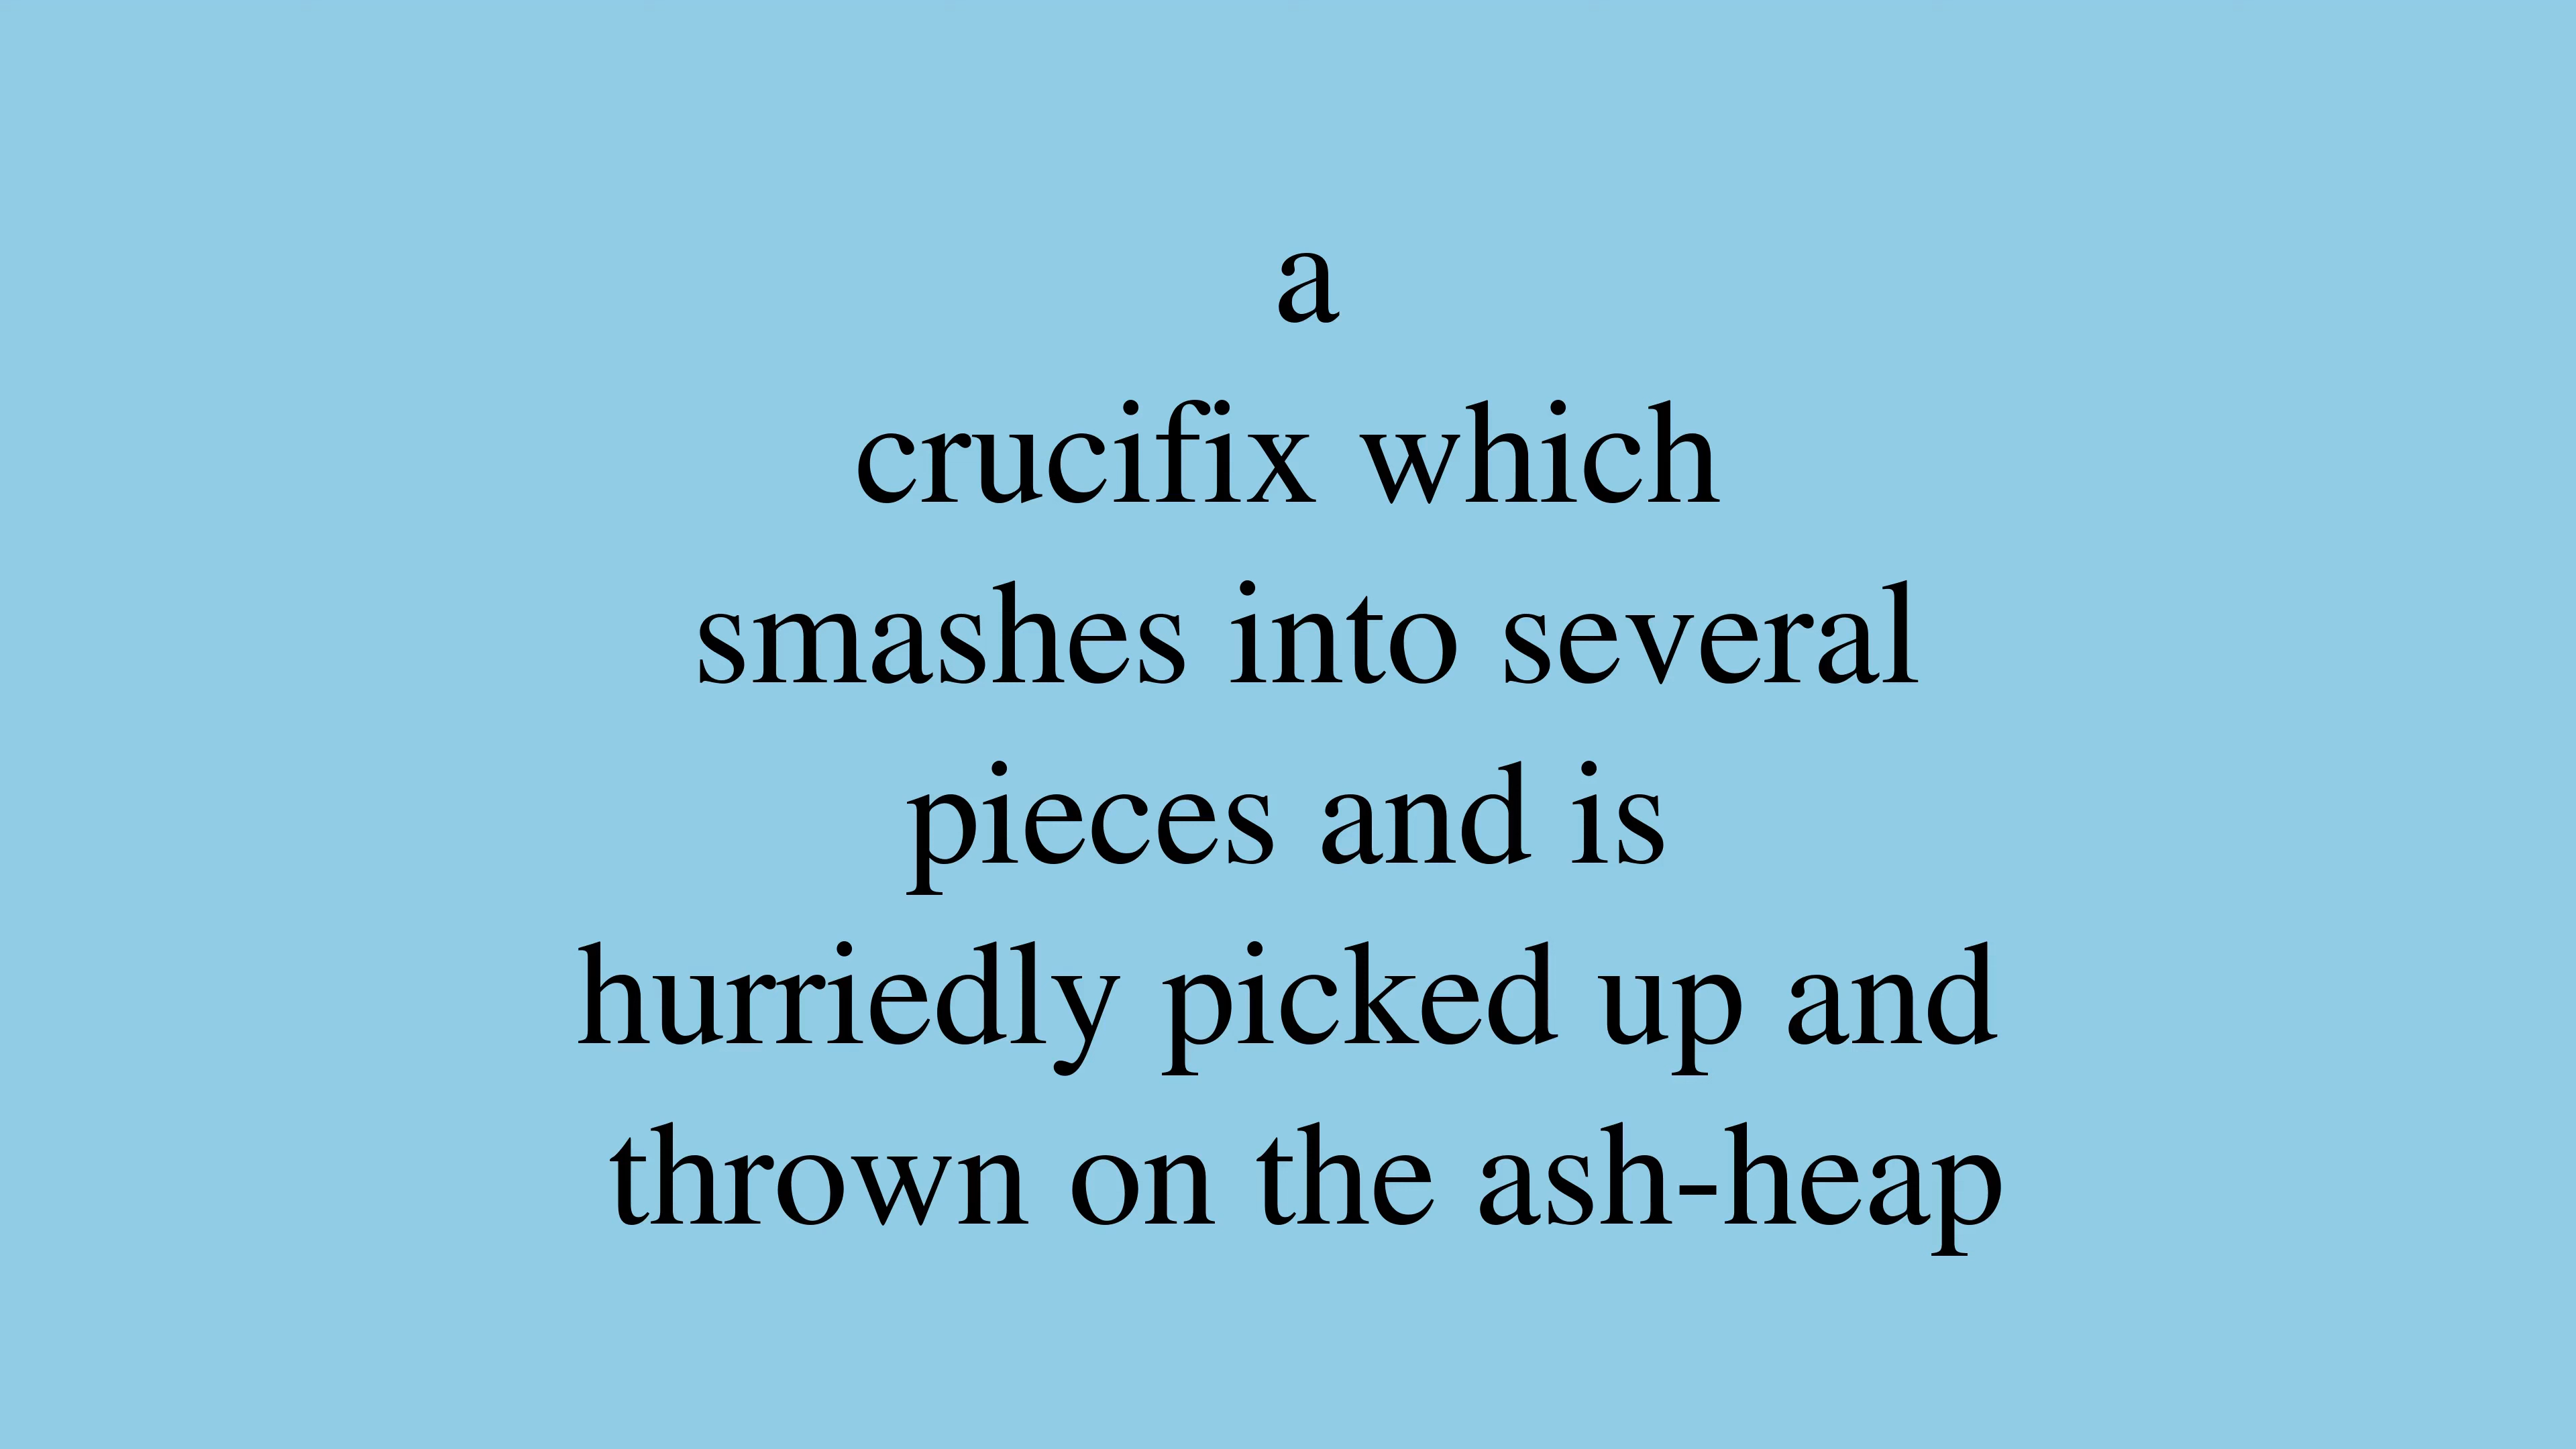 a
crucifix which
smashes into several
pieces and is
hurriedly picked up and
thrown on the ash-heap